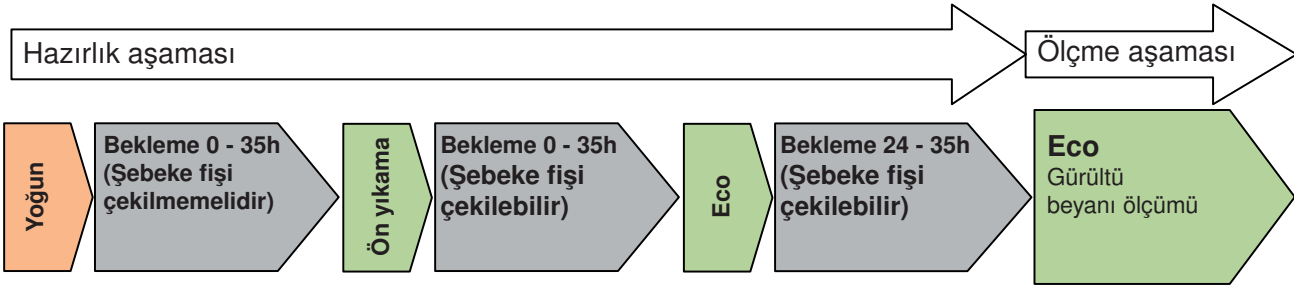 Hazırlık aşaması
Ölçme aşaması
Yoğun
Bekleme 0 - 35h
(Şebeke fişi
çekilmemelidir)
Ön yıkama
Bekleme 0 - 35h
(Şebeke fişi
çekilebilir)
Eco
Bekleme 24 - 35h
(Şebeke fişi
çekilebilir)
Eco
Gürültü
beyanı ölçümü